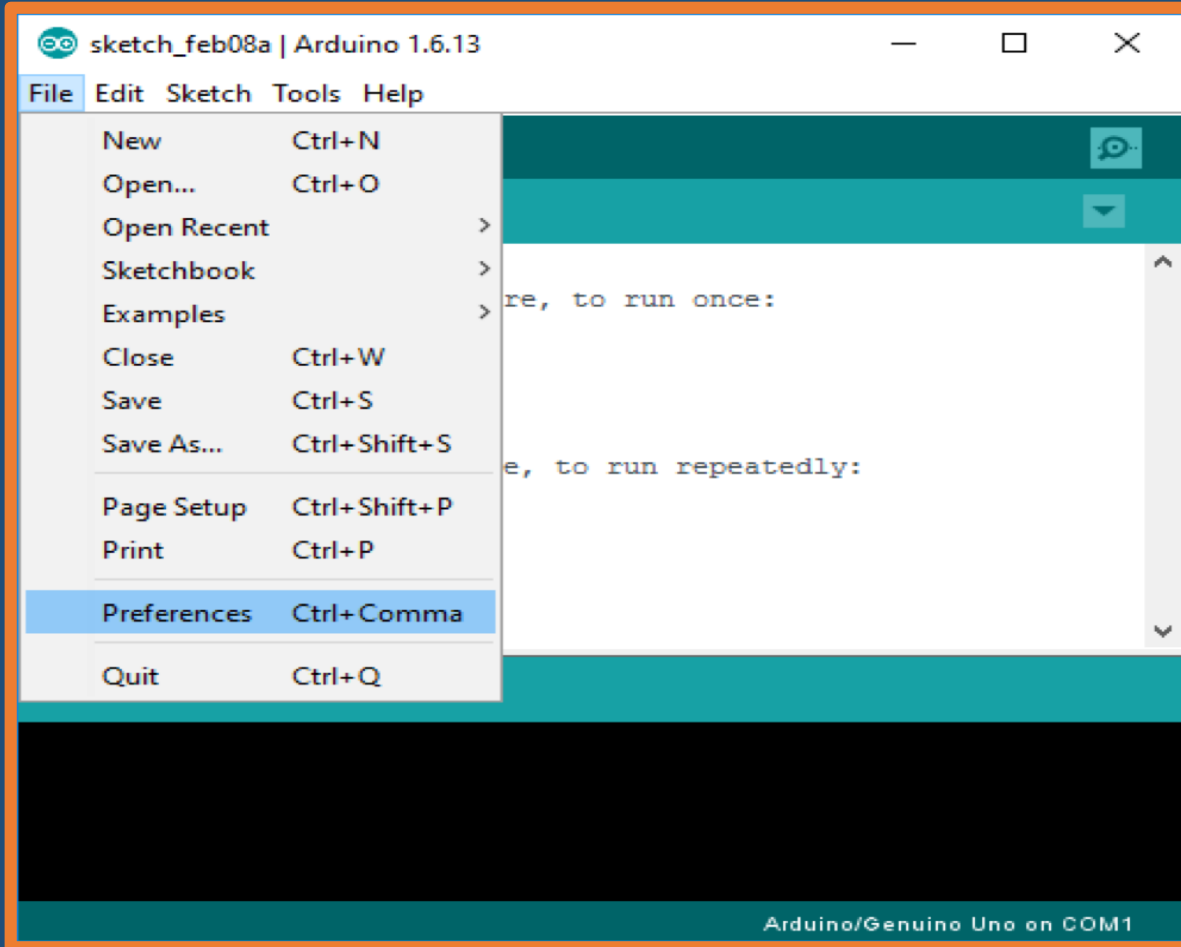 sketch_feb08a | Arduino 1.6.13
File Edit Sketch Tools Help
New Ctrl+N
Open... Ctrl+O
Open Recent
Sketchbook
re, to run once:
Examples
Close Ctrl+W
Save Ctrl+S
Save As... Ctrl+Shift+S
e, to run repeatedly:
Page Setup Ctrl+Shift+P
Print Ctrl+P
Preferences Ctrl+Comma
Quit Ctrl+Q
Arduino/Genuino Uno on COM1